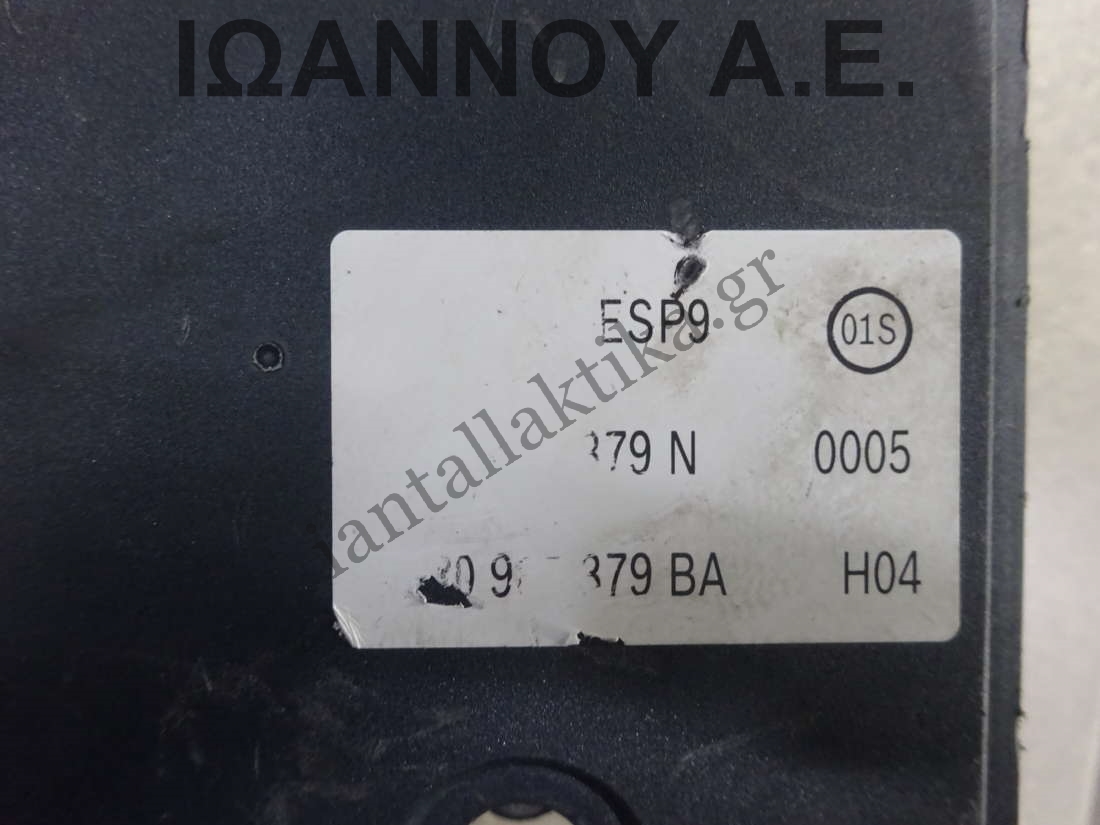 ΙΩΑΝΝΟΥ Α.Ε.
ESP9 01S
379 N 0005
379 BA H04
antallaktika.gr